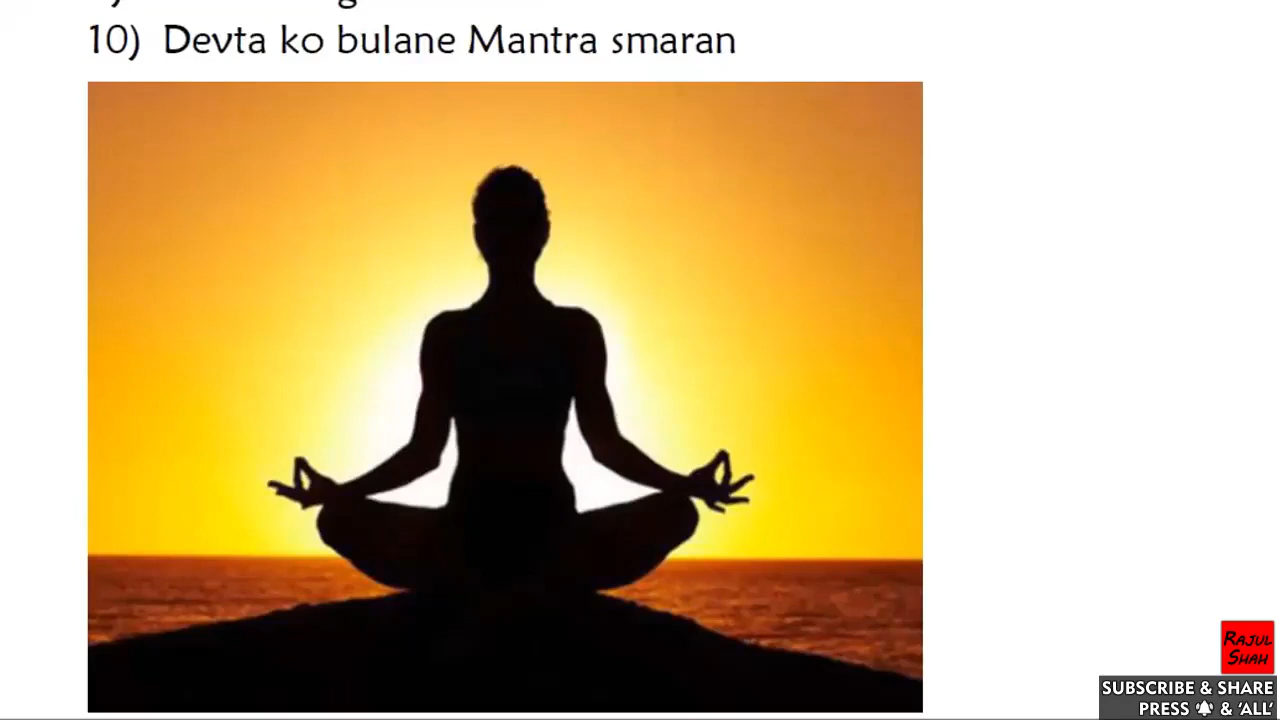 10) Devta ko bulane Mantra smaran
RAJUL
SHAH
SUBSCRIBE & SHARE
PRESS & 'ALL'